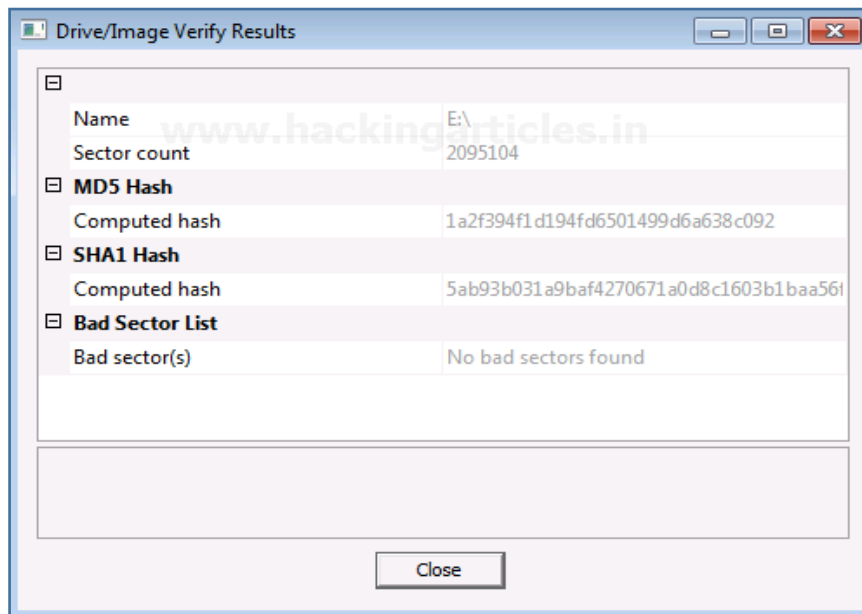 Drive/Image Verify Results
www.hackingarticles.in
Name E:\
Sector count 2095104
MD5 Hash
Computed hash 1a2f394f1d194fd6501499d6a638c092
SHA1 Hash
Computed hash 5ab93b031a9baf4270671a0d8c1603b1baa56f
Bad Sector List
Bad sector(s) No bad sectors found
Close